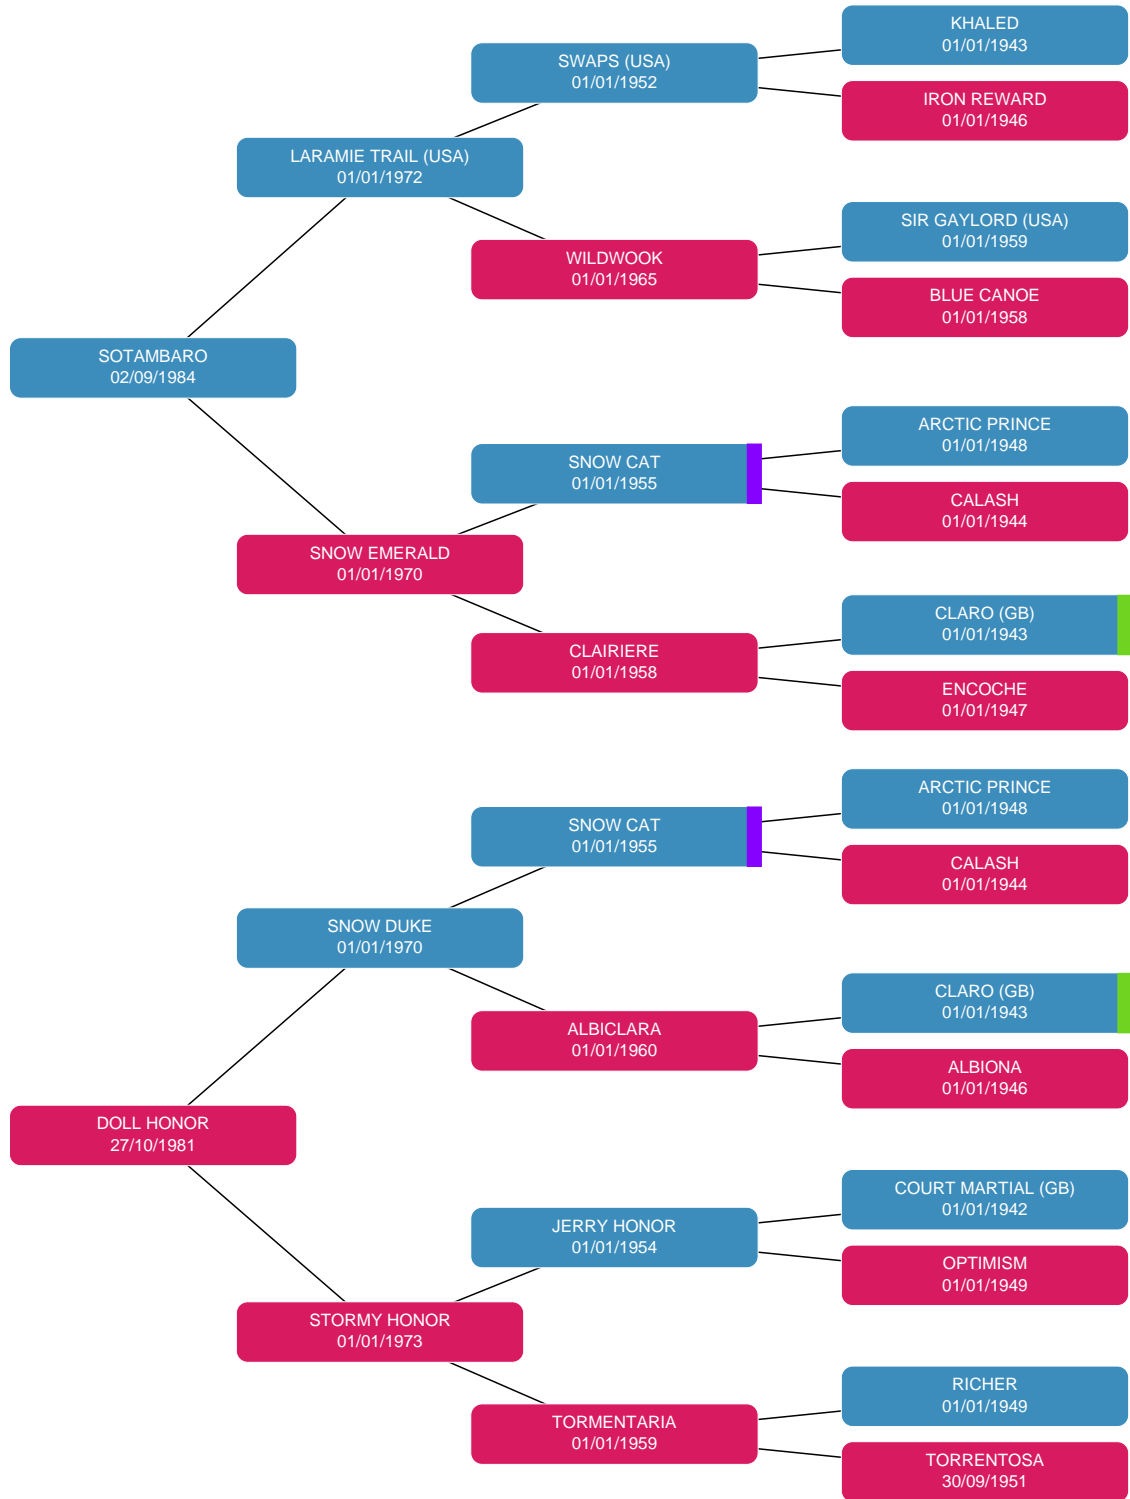 KHALED
01/01/1943
SWAPS (USA)
01/01/1952
IRON REWARD
01/01/1946
LARAMIE TRAIL (USA)
01/01/1972
SIR GAYLORD (USA)
01/01/1959
WILDWOOK
01/01/1965
BLUE CANOE
01/01/1958
SOTAMBARO
02/09/1984
ARCTIC PRINCE
01/01/1948
SNOW CAT
01/01/1955
CALASH
01/01/1944
SNOW EMERALD
01/01/1970
CLARO (GB)
01/01/1943
CLAIRIERE
01/01/1958
ENCOCHE
01/01/1947
ARCTIC PRINCE
01/01/1948
SNOW CAT
01/01/1955
CALASH
01/01/1944
SNOW DUKE
01/01/1970
CLARO (GB)
01/01/1943
ALBICLARA
01/01/1960
ALBIONA
01/01/1946
DOLL HONOR
27/10/1981
COURT MARTIAL (GB)
01/01/1942
JERRY HONOR
01/01/1954
OPTIMISM
01/01/1949
STORMY HONOR
01/01/1973
RICHER
01/01/1949
TORMENTARIA
01/01/1959
TORRENTOSA
30/09/1951